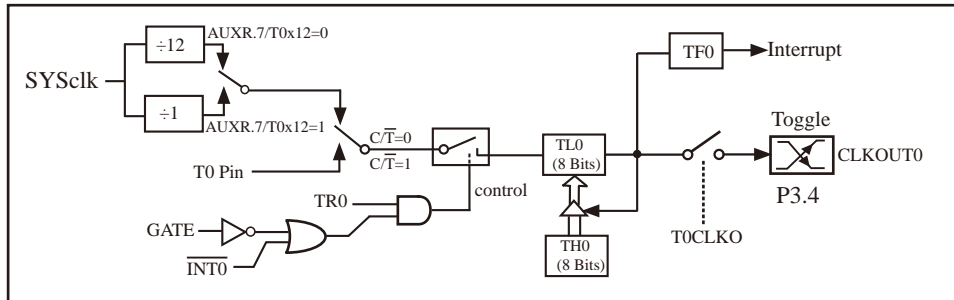 AUXR.7/T0x12=0
÷12
SYSclk
÷1
AUXR.7/T0x12=1
C/T̅=0
C/T̅=1
T0 Pin
TR0
control
GATE
I̅N̅T̅0̅
TL0
(8 Bits)
TH0
(8 Bits)
TF0
Interrupt
Toggle
CLKOUT0
P3.4
T0CLKO